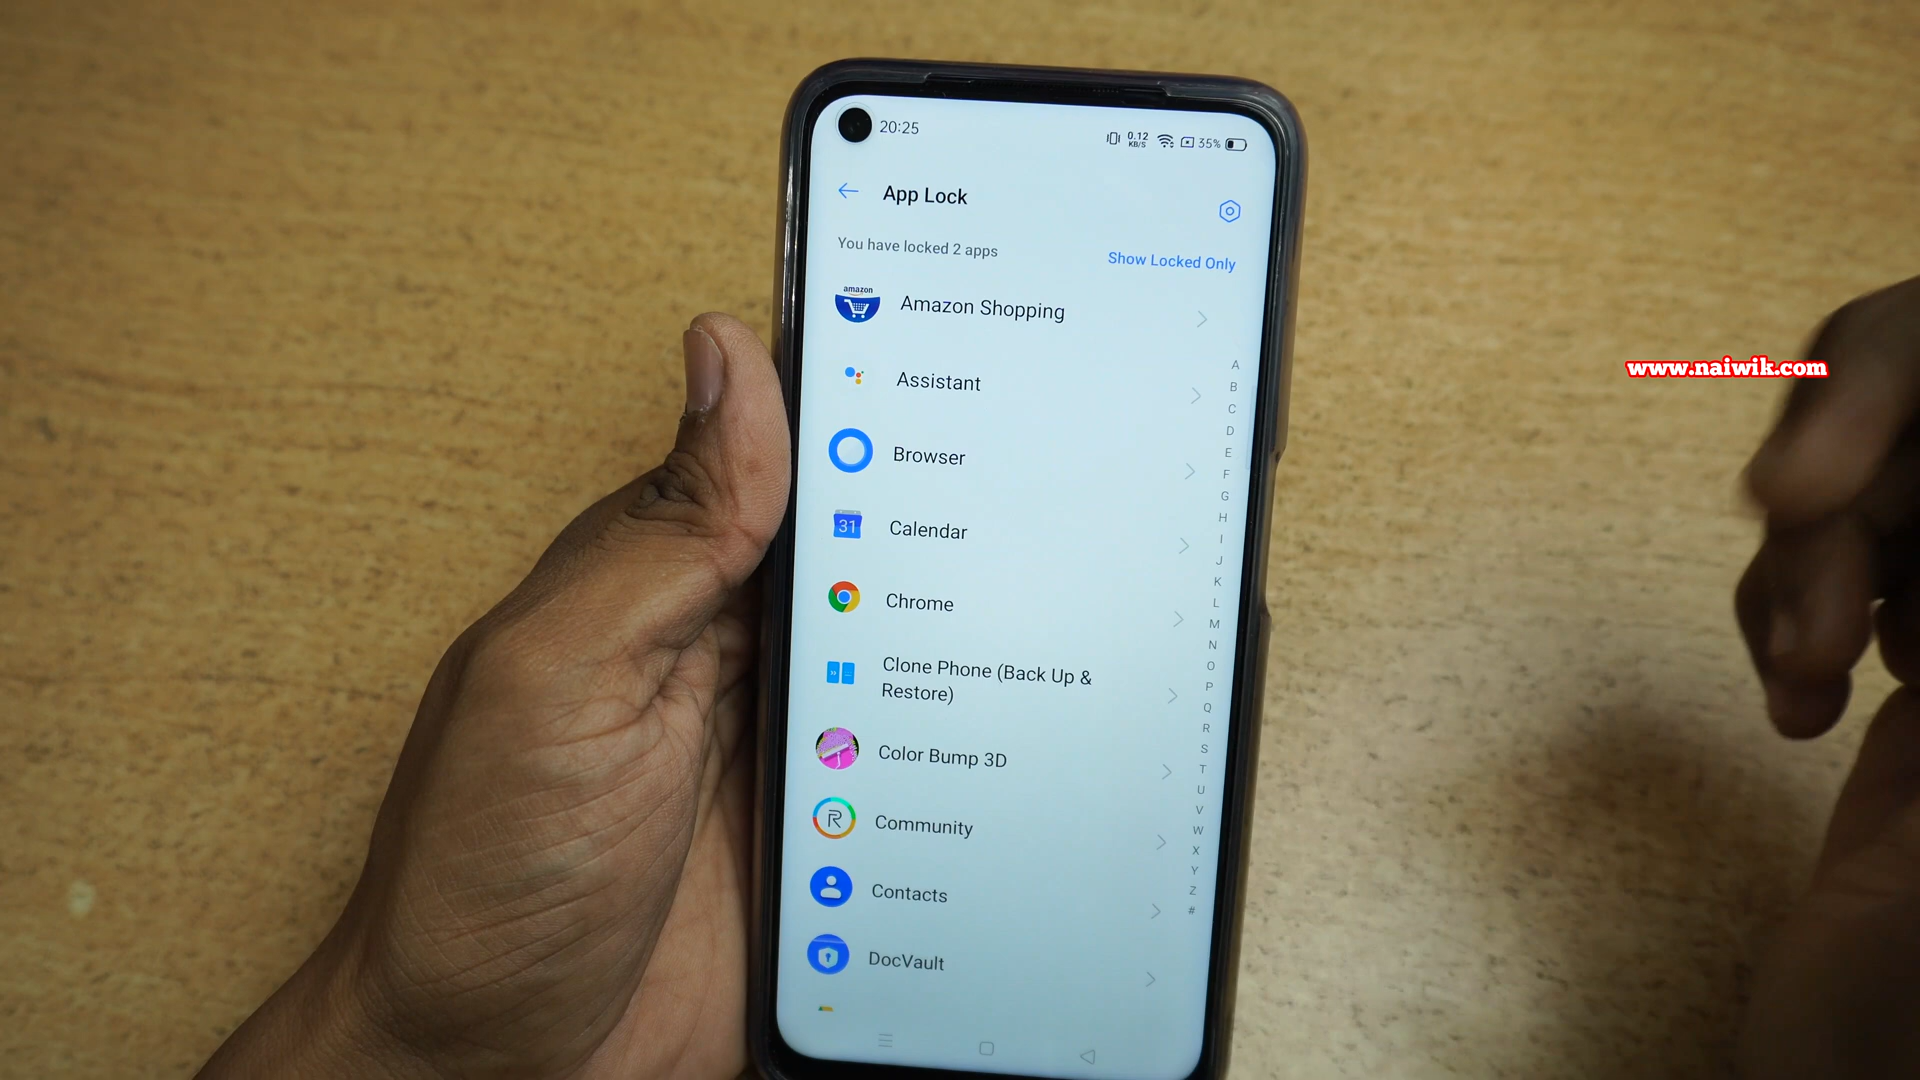 20:25
0.12
KB/S
35%
App Lock
You have locked 2 apps
Show Locked Only
amazon
Amazon Shopping
Assistant
Browser
31
Calendar
Chrome
Clone Phone (Back Up &
Restore)
Color Bump 3D
R
Community
Contacts
DocVault
A
B
C
D
E
F
G
H
I
J
K
L
M
N
O
P
Q
R
S
T
U
V
W
X
Y
Z
#
www.naiwik.com